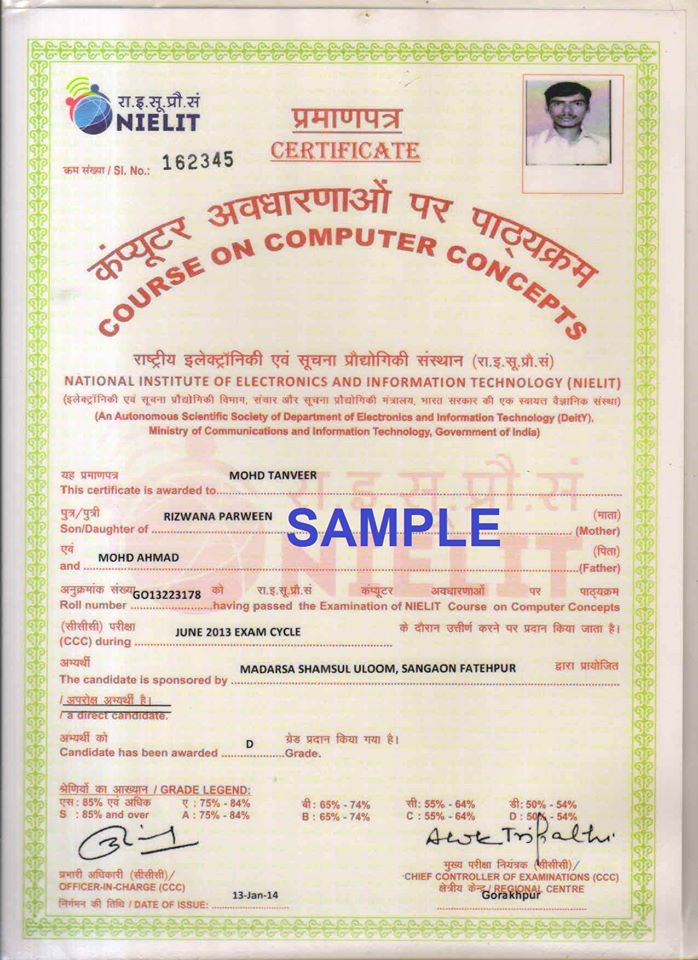 रा.इ.सू.प्रौ.सं
NIELIT
प्रमाणपत्र
CERTIFICATE
कम संख्या / Sl. No.: 162345
कंप्यूटर अवधारणाओं पर पाठ्यक्रम
COURSE ON COMPUTER CONCEPTS
राष्ट्रीय इलेक्ट्रॉनिकी एवं सूचना प्रौद्योगिकी संस्थान (रा.इ.सू.प्रौ.सं)
NATIONAL INSTITUTE OF ELECTRONICS AND INFORMATION TECHNOLOGY (NIELIT)
(इलेक्ट्रॉनिकी एवं सूचना प्रौद्योगिकी विभाग, संचार और सूचना प्रौद्योगिकी मंत्रालय, भारत सरकार की एक स्वायत्त वैज्ञानिक संस्था)
(An Autonomous Scientific Society of Department of Electronics and Information Technology (DeitY),
Ministry of Communications and Information Technology, Government of India)
यह प्रमाणपत्र MOHD TANVEER
This certificate is awarded to
पुत्र/पुत्री RIZWANA PARWEEN SAMPLE (माता)
Son/Daughter of (Mother)
एवं MOHD AHMAD (पिता)
and (Father)
अनुक्रमांक संख्या GO13223178 को रा.इ.सू.प्रौ.सं कंप्यूटर अवधारणाओं पर पाठ्यक्रम
Roll number having passed the Examination of NIELIT Course on Computer Concepts
(सीसीसी) परीक्षा JUNE 2013 EXAM CYCLE के दौरान उत्तीर्ण करने पर प्रदान किया जाता है।
(CCC) during
अभ्यर्थी MADARSA SHAMSUL ULOOM, SANGAON FATEHPUR द्वारा प्रायोजित
The candidate is sponsored by
/ अपरोक्ष अभ्यर्थी है।
/ a direct candidate.
अभ्यर्थी को D ग्रेड प्रदान किया गया है।
Candidate has been awarded Grade.
श्रेणियों का आख्यान / GRADE LEGEND:
एस: 85% एवं अधिक ए : 75% - 84% बी : 65% - 74% सी: 55% - 64% डी: 50% - 54%
S : 85% and over A : 75% - 84% B : 65% - 74% C : 55% - 64% D : 50% - 54%
Alok Tripathi
प्रभारी अधिकारी (सीसीसी)/ मुख्य परीक्षा नियंत्रक (सीसीसी)/
OFFICER-IN-CHARGE (CCC) CHIEF CONTROLLER OF EXAMINATIONS (CCC)
क्षेत्रीय केन्द्र / REGIONAL CENTRE
निर्गमन की तिथि / DATE OF ISSUE: 13-Jan-14 Gorakhpur